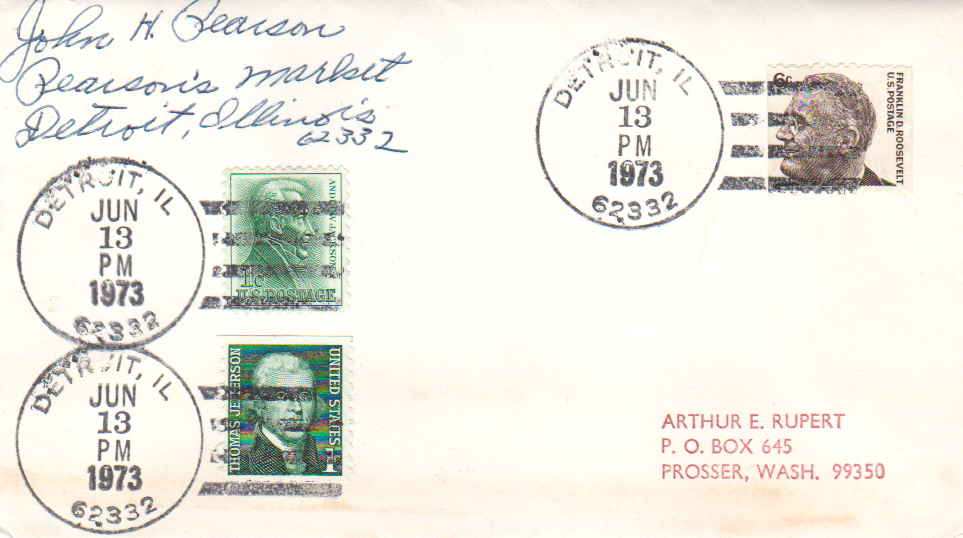 John H. Pearson
Pearson's Market
Detroit, Illinois
62332
DETROIT, IL
JUN
13
PM
1973
62332
6c
FRANKLIN D. ROOSEVELT
U.S. POSTAGE
DETROIT, IL
JUN
13
PM
1973
62332
ANDREW JACKSON
1c
U.S. POSTAGE
DETROIT, IL
JUN
13
PM
1973
62332
THOMAS JEFFERSON
UNITED STATES
1c
ARTHUR E. RUPERT
P. O. BOX 645
PROSSER, WASH. 99350